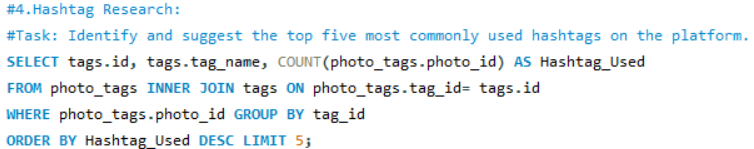 #4.Hashtag Research:
#Task: Identify and suggest the top five most commonly used hashtags on the platform.
SELECT tags.id, tags.tag_name, COUNT(photo_tags.photo_id) AS Hashtag_Used
FROM photo_tags INNER JOIN tags ON photo_tags.tag_id= tags.id
WHERE photo_tags.photo_id GROUP BY tag_id
ORDER BY Hashtag_Used DESC LIMIT 5;